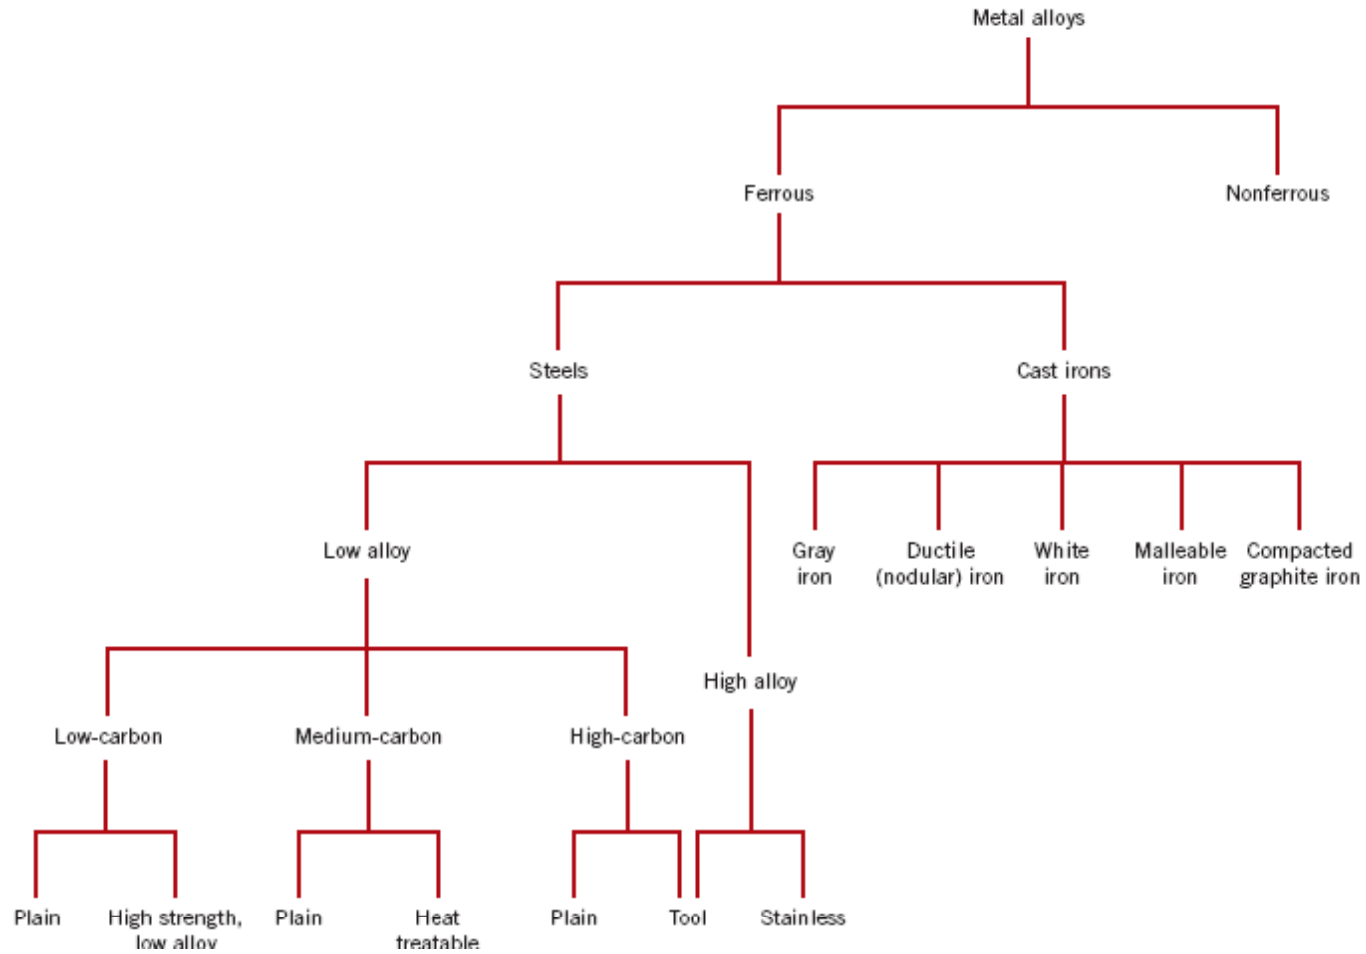 Metal alloys
Ferrous
Nonferrous
Steels
Cast irons
Low alloy
Gray
iron
Ductile
(nodular) iron
White
iron
Malleable
iron
Compacted
graphite iron
High alloy
Low-carbon
Medium-carbon
High-carbon
Plain
High strength,
low alloy
Plain
Heat
treatable
Plain
Tool
Stainless